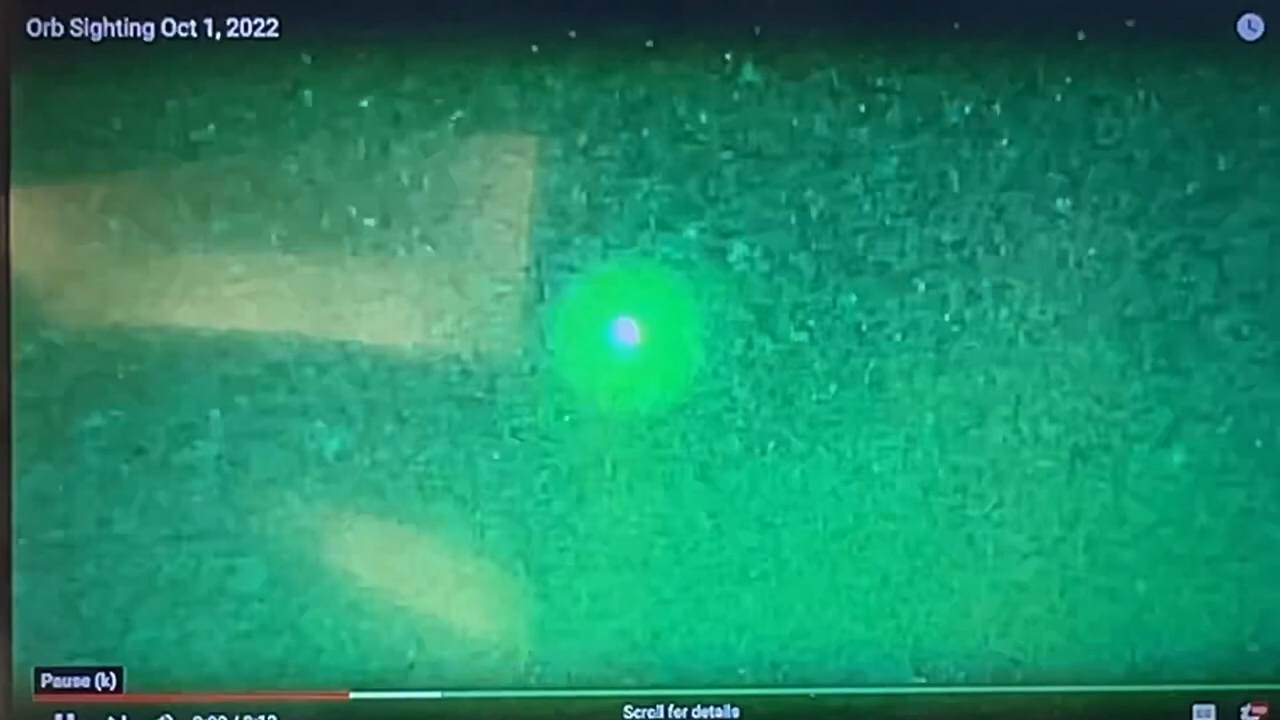 Orb Sighting Oct 1, 2022
Pause (k)
Scroll for details